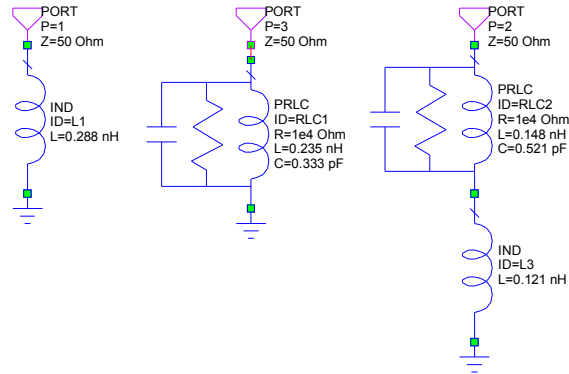 PORT
P=1
Z=50 Ohm
IND
ID=L1
L=0.288 nH
PORT
P=3
Z=50 Ohm
PRLC
ID=RLC1
R=1e4 Ohm
L=0.235 nH
C=0.333 pF
PORT
P=2
Z=50 Ohm
PRLC
ID=RLC2
R=1e4 Ohm
L=0.148 nH
C=0.521 pF
IND
ID=L3
L=0.121 nH